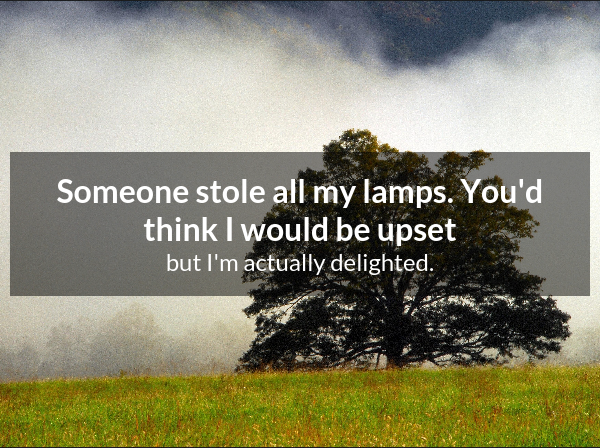 Someone stole all my lamps. You'd
think I would be upset
but I'm actually delighted.